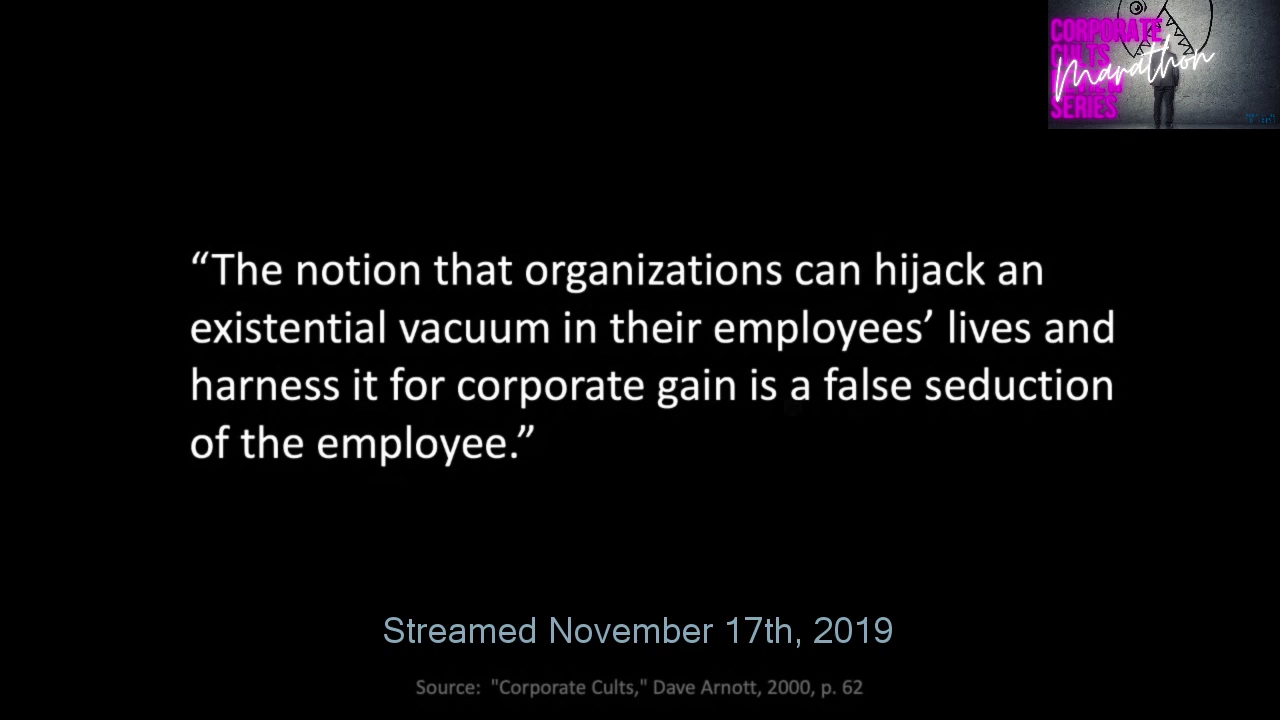 CORPORATE
CULTS
Marathon
SERIES
“The notion that organizations can hijack an
existential vacuum in their employees’ lives and
harness it for corporate gain is a false seduction
of the employee.”
Streamed November 17th, 2019
Source:  "Corporate Cults," Dave Arnott, 2000, p. 62